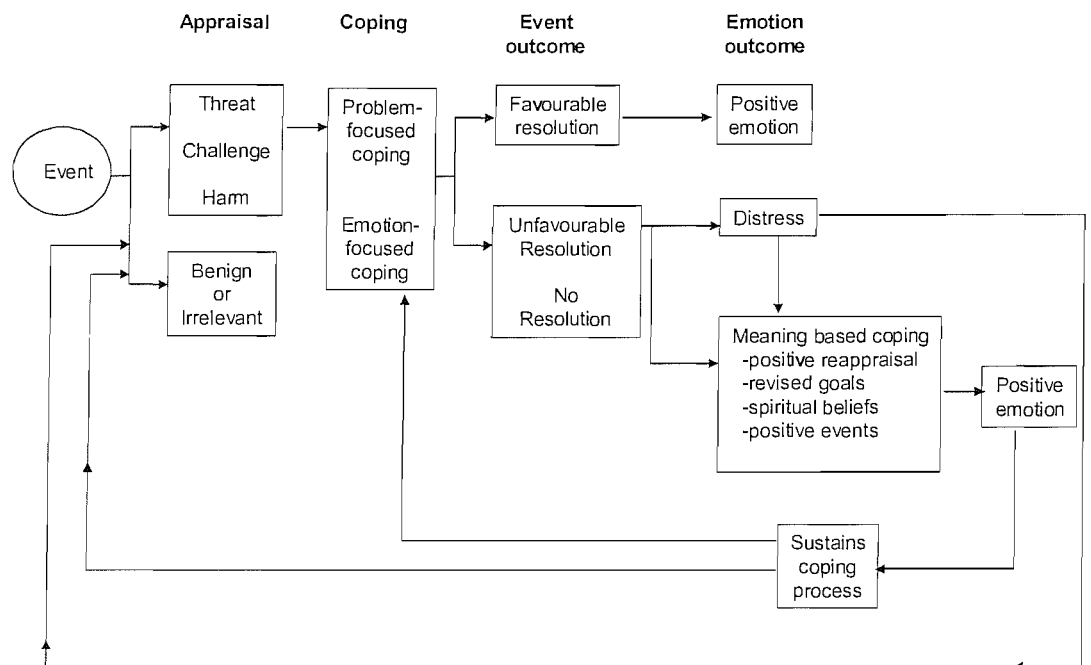 Appraisal
Coping
Event
outcome
Emotion
outcome
Event
Threat
Challenge
Harm
Benign
or
Irrelevant
Problem-
focused
coping
Emotion-
focused
coping
Favourable
resolution
Positive
emotion
Unfavourable
Resolution
No
Resolution
Distress
Meaning based coping
-positive reappraisal
-revised goals
-spiritual beliefs
-positive events
Positive
emotion
Sustains
coping
process